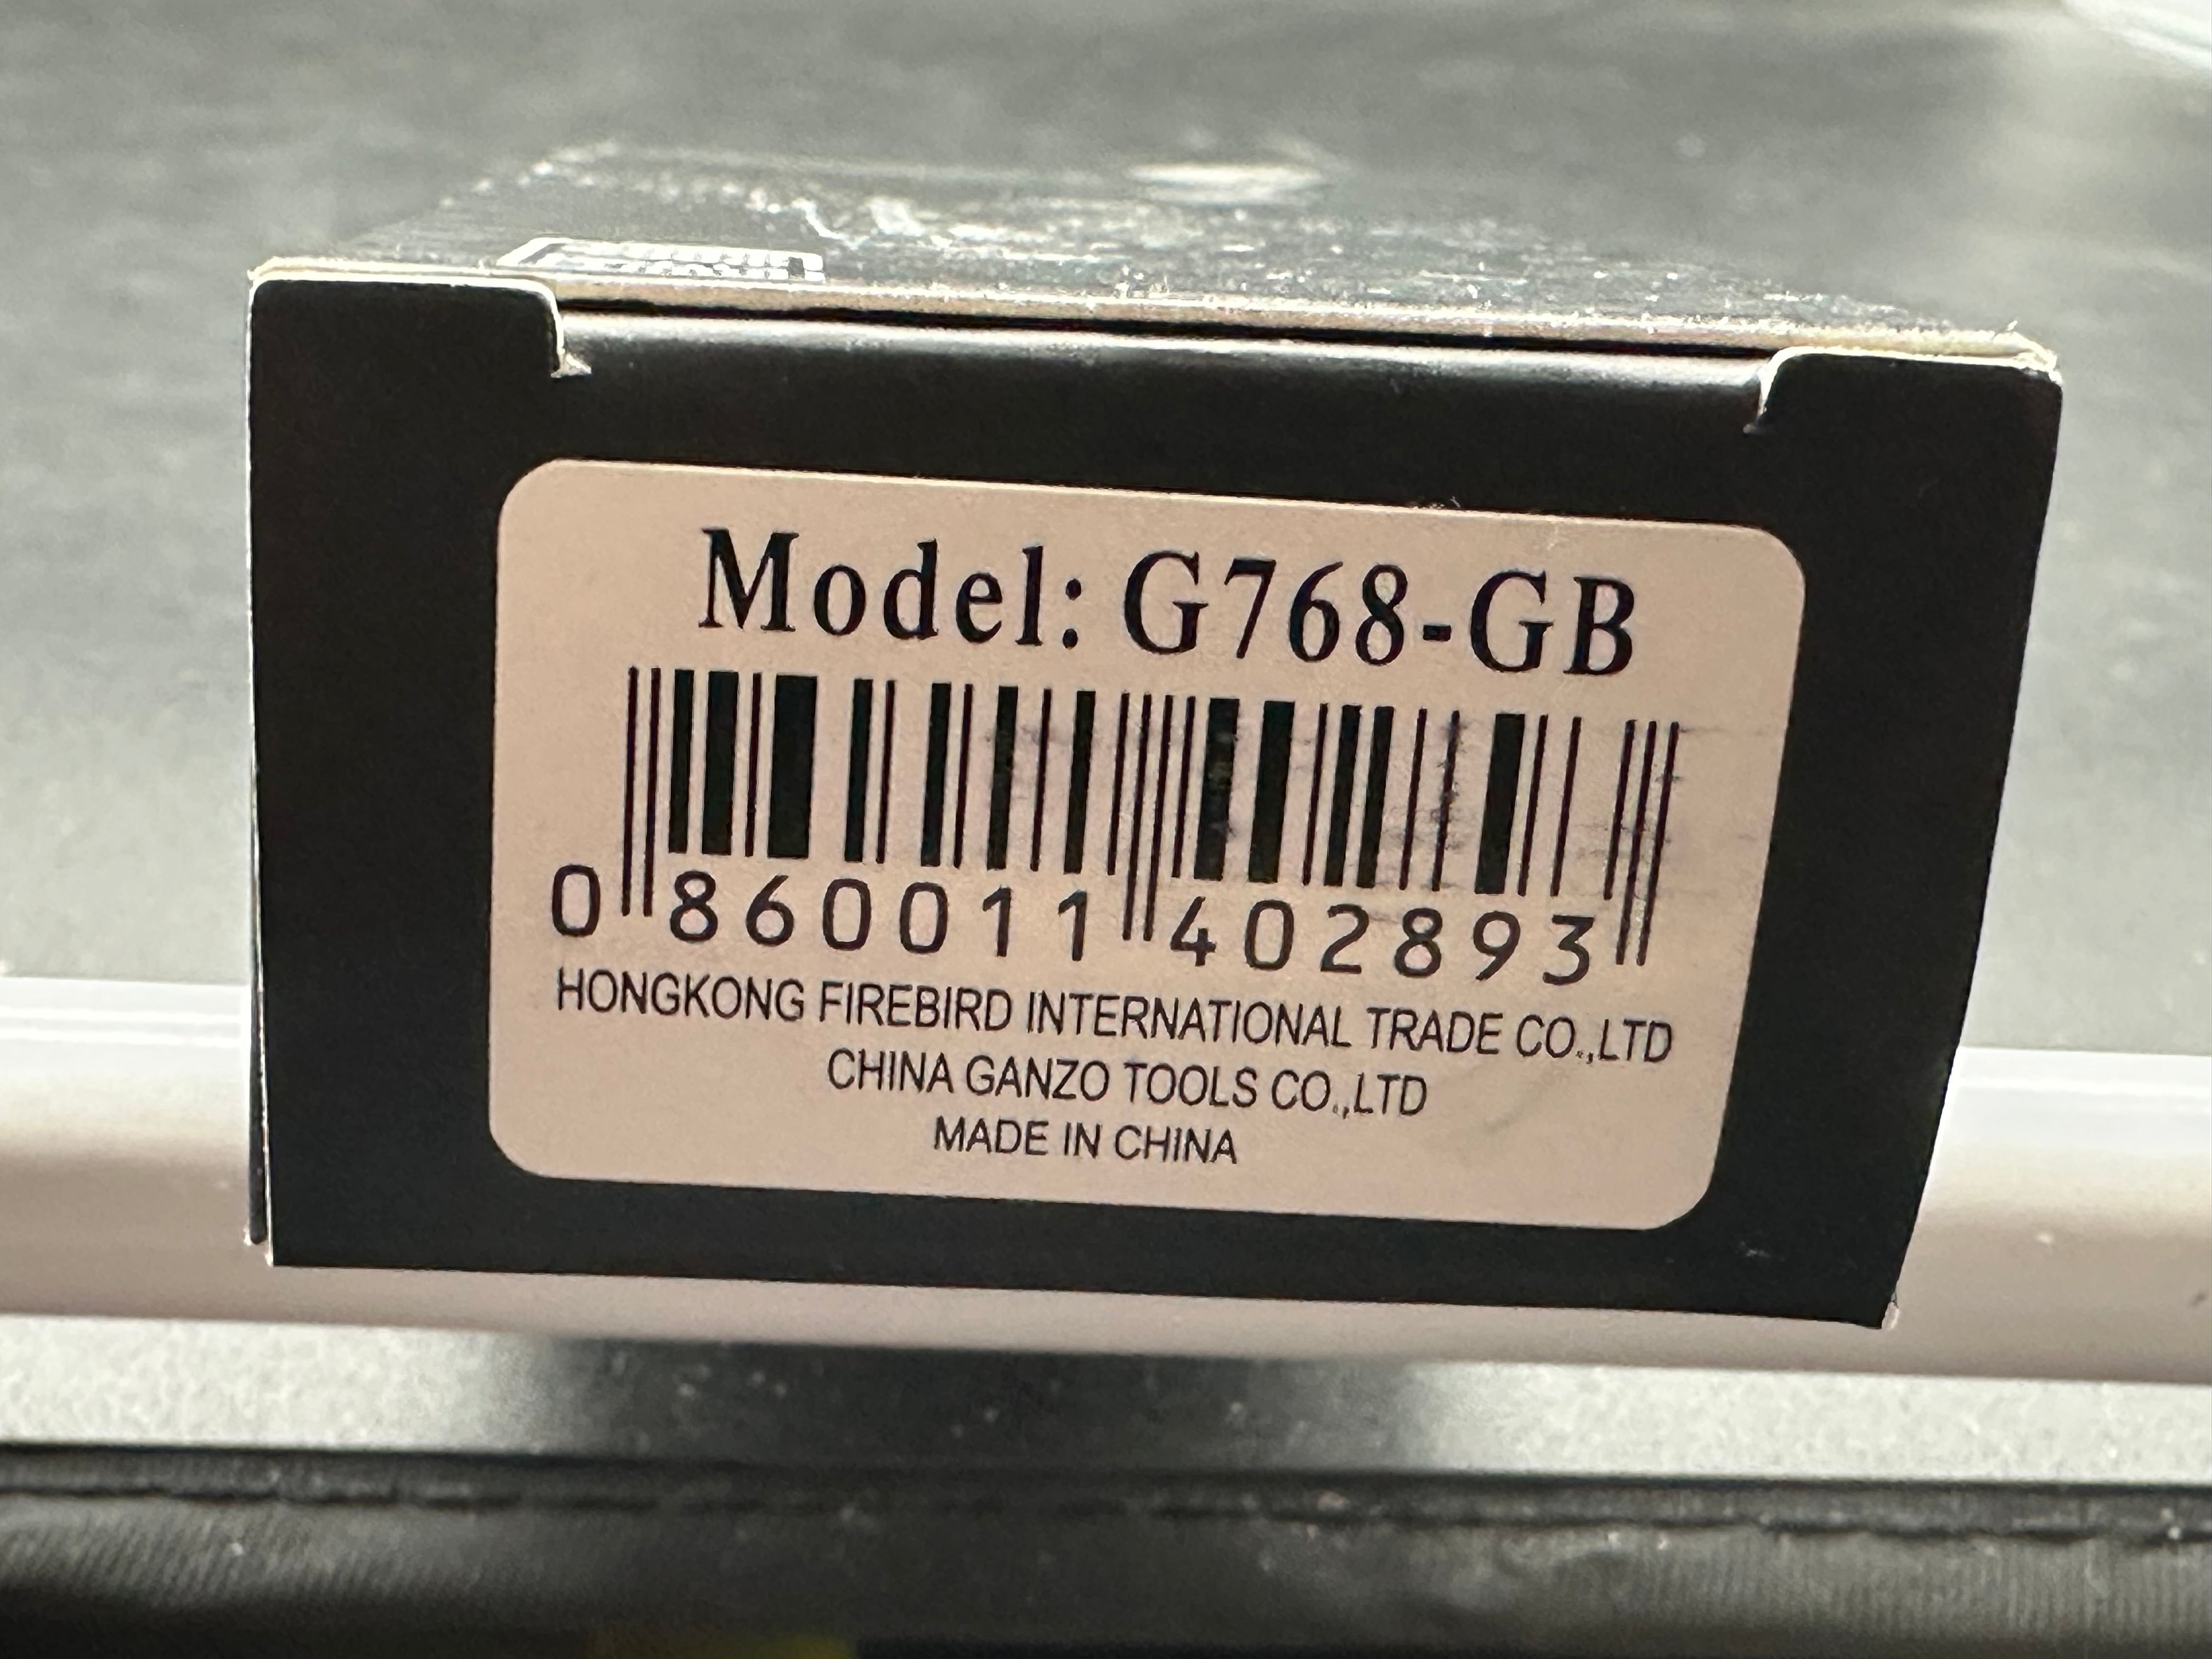 Model: G768-GB
0 860011 402893
HONGKONG FIREBIRD INTERNATIONAL TRADE CO.,LTD
CHINA GANZO TOOLS CO.,LTD
MADE IN CHINA